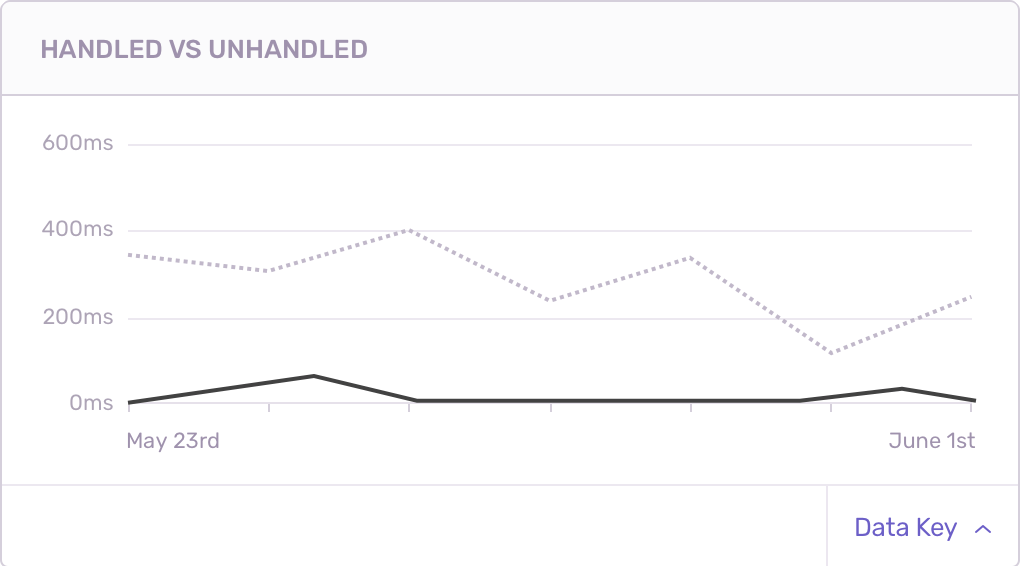 HANDLED VS UNHANDLED
600ms
400ms
200ms
0ms
May 23rd June 1st
Data Key